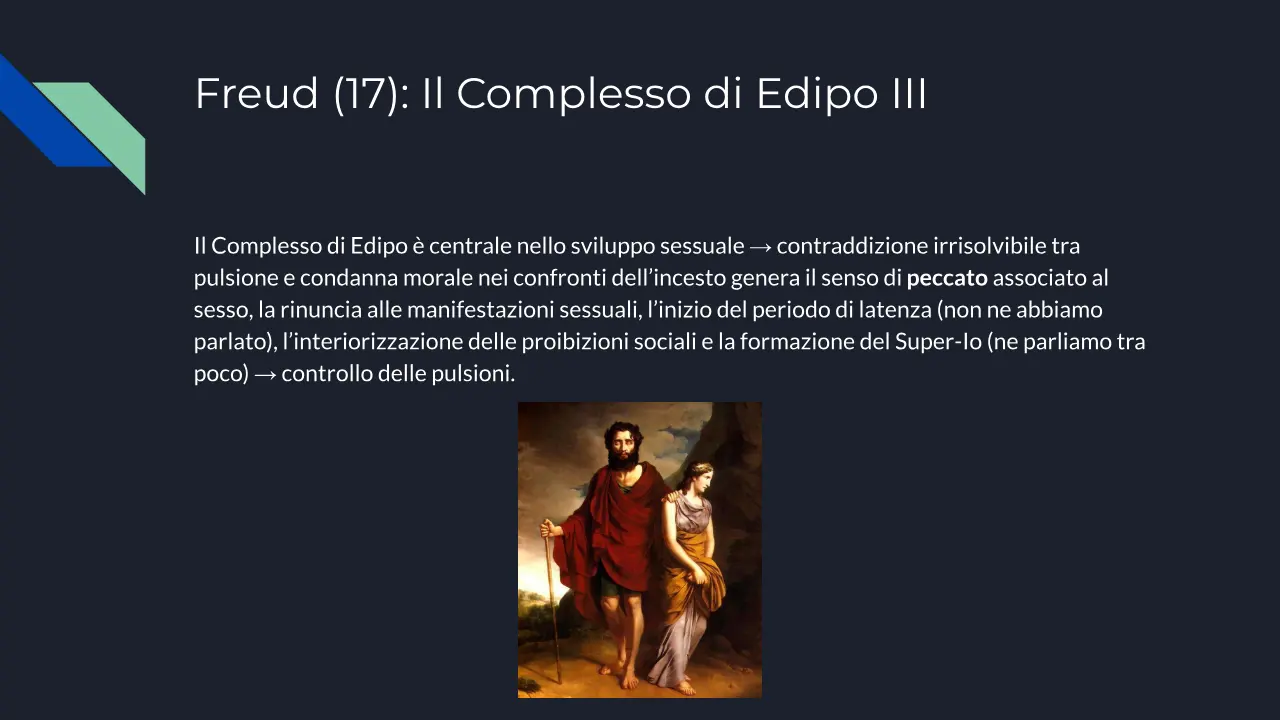 Freud (17): Il Complesso di Edipo III
Il Complesso di Edipo è centrale nello sviluppo sessuale → contraddizione irrisolvibile tra
pulsione e condanna morale nei confronti dell’incesto genera il senso di peccato associato al
sesso, la rinuncia alle manifestazioni sessuali, l’inizio del periodo di latenza (non ne abbiamo
parlato), l’interiorizzazione delle proibizioni sociali e la formazione del Super-Io (ne parliamo tra
poco) → controllo delle pulsioni.